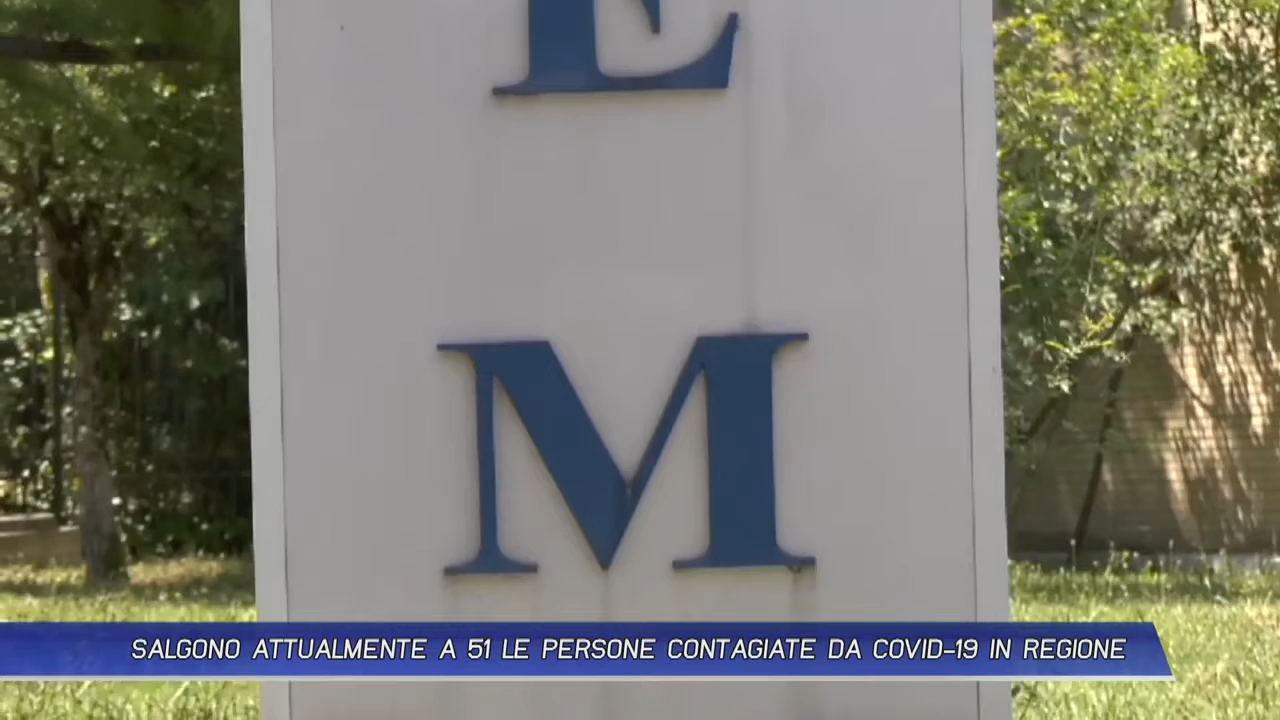 E
M
SALGONO ATTUALMENTE A 51 LE PERSONE CONTAGIATE DA COVID-19 IN REGIONE